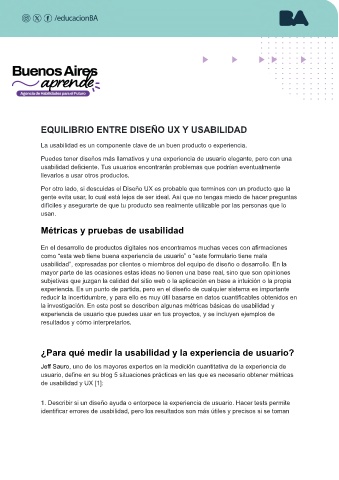 /educacionBA
BA
Buenos Aires
aprende
Agencia de Habilidades para el Futuro
EQUILIBRIO ENTRE DISEÑO UX Y USABILIDAD
La usabilidad es un componente clave de un buen producto o experiencia.
Puedes tener diseños más llamativos y una experiencia de usuario elegante, pero con una
usabilidad deficiente. Tus usuarios encontrarán problemas que podrían eventualmente
llevarlos a usar otros productos.
Por otro lado, si descuidas el Diseño UX es probable que termines con un producto que la
gente evita usar, lo cual está lejos de ser ideal. Así que no tengas miedo de hacer preguntas
difíciles y asegurarte de que tu producto sea realmente utilizable por las personas que lo
usan.
Métricas y pruebas de usabilidad
En el desarrollo de productos digitales nos encontramos muchas veces con afirmaciones
como “esta web tiene buena experiencia de usuario” o “este formulario tiene mala
usabilidad”, expresadas por clientes o miembros del equipo de diseño o desarrollo. En la
mayor parte de las ocasiones estas ideas no tienen una base real, sino que son opiniones
subjetivas que juzgan la calidad del sitio web o la aplicación en base a intuición o la propia
experiencia. Es un punto de partida, pero en el diseño de cualquier sistema es importante
reducir la incertidumbre, y para ello es muy útil basarse en datos cuantificables obtenidos en
la investigación. En este post se describen algunas métricas básicas de usabilidad y
experiencia de usuario que puedes usar en tus proyectos, y se incluyen ejemplos de
resultados y cómo interpretarlos.
¿Para qué medir la usabilidad y la experiencia de usuario?
Jeff Sauro, uno de los mayores expertos en la medición cuantitativa de la experiencia de
usuario, define en su blog 5 situaciones prácticas en las que es necesario obtener métricas
de usabilidad y UX [1]:
1. Describir si un diseño ayuda o entorpece la experiencia de usuario. Hacer tests permite
identificar errores de usabilidad, pero los resultados son más útiles y precisos si se toman